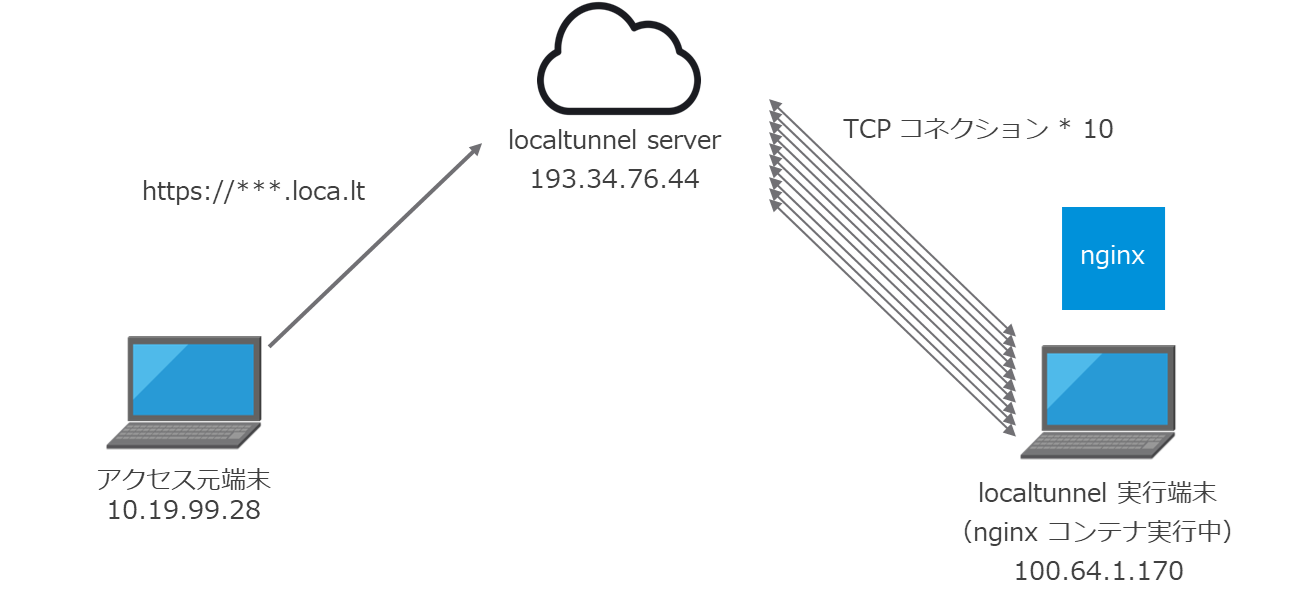 localtunnel server
193.34.76.44
TCP コネクション * 10
https://***.loca.lt
nginx
アクセス元端末
10.19.99.28
localtunnel 実行端末
（nginx コンテナ実行中）
100.64.1.170